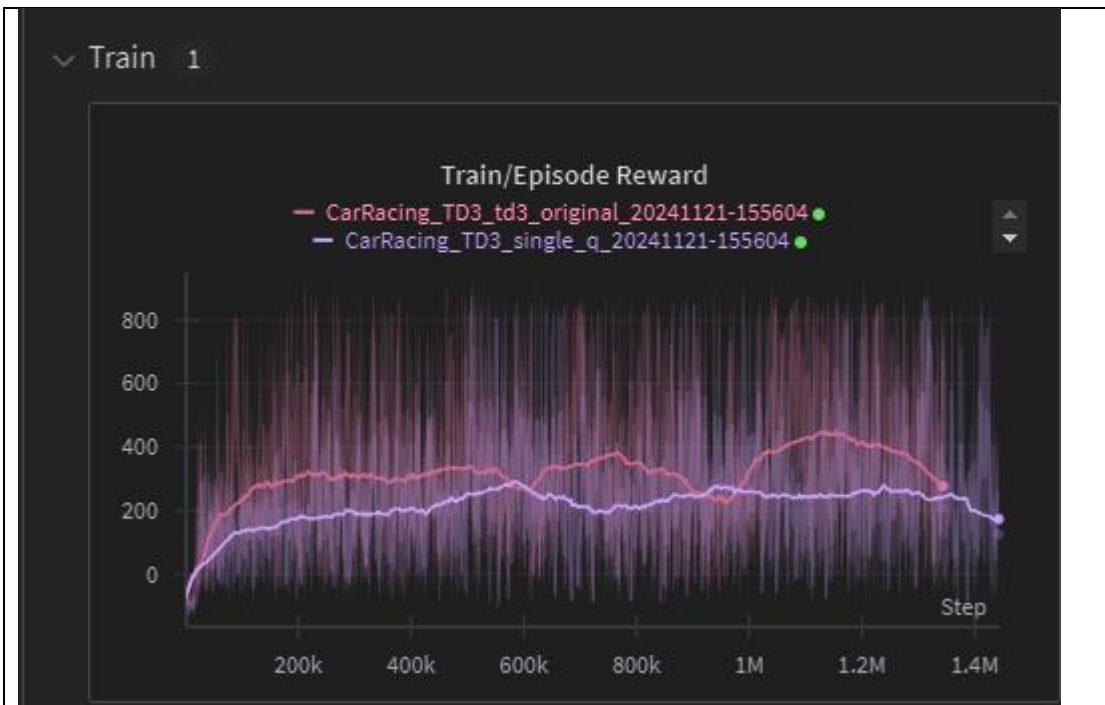 Train 1
Train/Episode Reward
CarRacing_TD3_td3_original_20241121-155604
CarRacing_TD3_single_q_20241121-155604
800
600
400
200
0
Step
200k 400k 600k 800k 1M 1.2M 1.4M